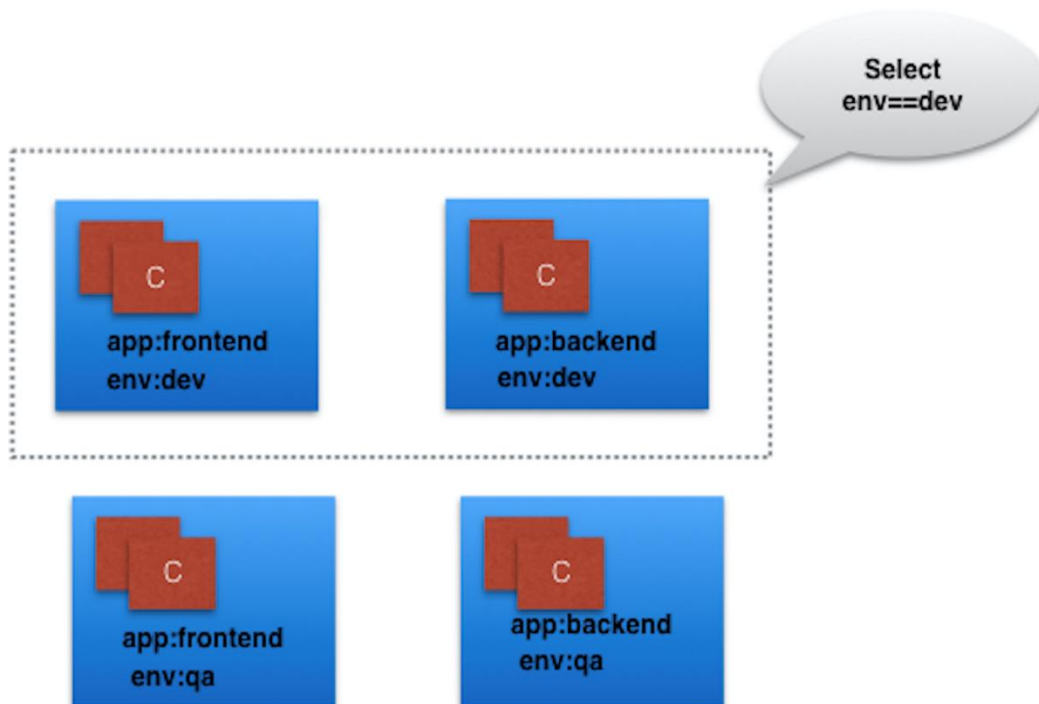 Select
env==dev
C
app:frontend
env:dev
C
app:backend
env:dev
C
app:frontend
env:qa
C
app:backend
env:qa